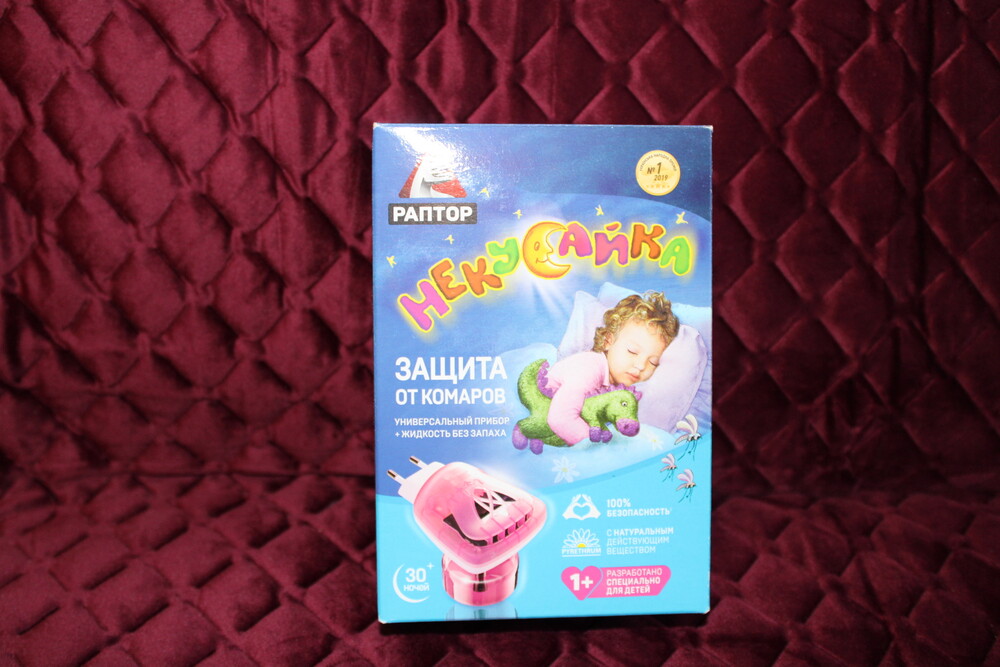 РАПТОР
№1
2019
НЕКУСАЙКА
ЗАЩИТА
ОТ КОМАРОВ
УНИВЕРСАЛЬНЫЙ ПРИБОР
+ ЖИДКОСТЬ БЕЗ ЗАПАХА
100%
БЕЗОПАСНОСТЬ
С НАТУРАЛЬНЫМ
ДЕЙСТВУЮЩИМ
ВЕЩЕСТВОМ
PYRETHRUM
30+
НОЧЕЙ
1+
РАЗРАБОТАНО
СПЕЦИАЛЬНО
ДЛЯ ДЕТЕЙ